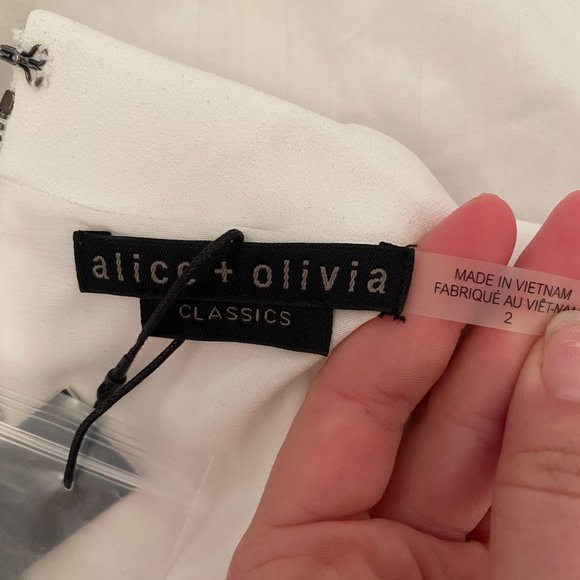 alice + olivia
CLASSICS
MADE IN VIETNAM
FABRIQUÉ AU VIÊT-NAM
2